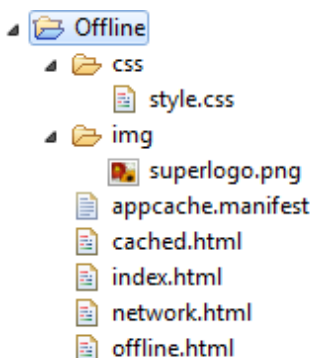 Offline
css
style.css
img
superlogo.png
appcache.manifest
cached.html
index.html
network.html
offline.html